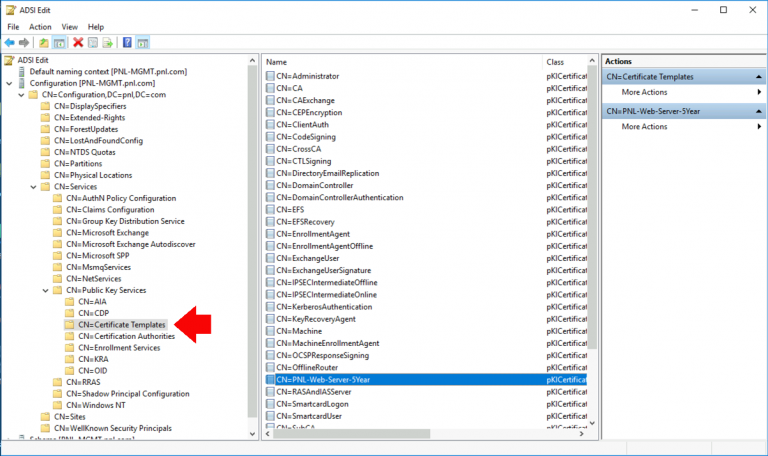 ADSI Edit
File Action View Help
ADSI Edit
Default naming context [PNL-MGMT.pnl.com]
Configuration [PNL-MGMT.pnl.com]
CN=Configuration,DC=pnl,DC=com
CN=DisplaySpecifiers
CN=Extended-Rights
CN=ForestUpdates
CN=LostAndFoundConfig
CN=NTDS Quotas
CN=Partitions
CN=Physical Locations
CN=Services
CN=AuthN Policy Configuration
CN=Claims Configuration
CN=Group Key Distribution Service
CN=Microsoft Exchange
CN=Microsoft Exchange Autodiscover
CN=Microsoft SPP
CN=MsmqServices
CN=NetServices
CN=Public Key Services
CN=AIA
CN=CDP
CN=Certificate Templates
CN=Certification Authorities
CN=Enrollment Services
CN=KRA
CN=OID
CN=RRAS
CN=Shadow Principal Configuration
CN=Windows NT
CN=Sites
CN=WellKnown Security Principals
Schema [PNL-MGMT.pnl.com]
Name Class
CN=Administrator pKICertificat
CN=CA pKICertificat
CN=CAExchange pKICertificat
CN=CEPEncryption pKICertificat
CN=ClientAuth pKICertificat
CN=CodeSigning pKICertificat
CN=CrossCA pKICertificat
CN=CTLSigning pKICertificat
CN=DirectoryEmailReplication pKICertificat
CN=DomainController pKICertificat
CN=DomainControllerAuthentication pKICertificat
CN=EFS pKICertificat
CN=EFSRecovery pKICertificat
CN=EnrollmentAgent pKICertificat
CN=EnrollmentAgentOffline pKICertificat
CN=ExchangeUser pKICertificat
CN=ExchangeUserSignature pKICertificat
CN=IPSECIntermediateOffline pKICertificat
CN=IPSECIntermediateOnline pKICertificat
CN=KerberosAuthentication pKICertificat
CN=KeyRecoveryAgent pKICertificat
CN=Machine pKICertificat
CN=MachineEnrollmentAgent pKICertificat
CN=OCSPResponseSigning pKICertificat
CN=OfflineRouter pKICertificat
CN=PNL-Web-Server-5Year pKICertificat
CN=RASAndIASServer pKICertificat
CN=SmartcardLogon pKICertificat
CN=SmartcardUser pKICertificat
CN=SubCA pKICertificat
Actions
CN=Certificate Templates
More Actions
CN=PNL-Web-Server-5Year
More Actions